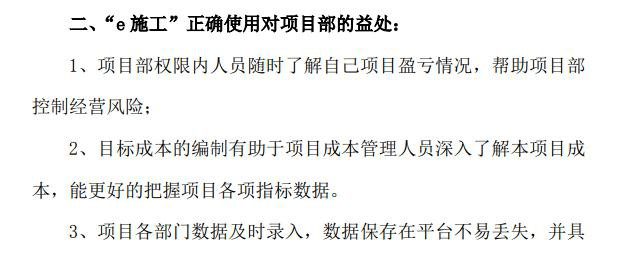 二、“e 施工”正确使用对项目部的益处：
1、项目部权限内人员随时了解自己项目盈亏情况，帮助项目部
控制经营风险；
2、目标成本的编制有助于项目成本管理人员深入了解本项目成
本，能更好的把握项目各项指标数据。
3、项目各部门数据及时录入，数据保存在平台不易丢失，并具